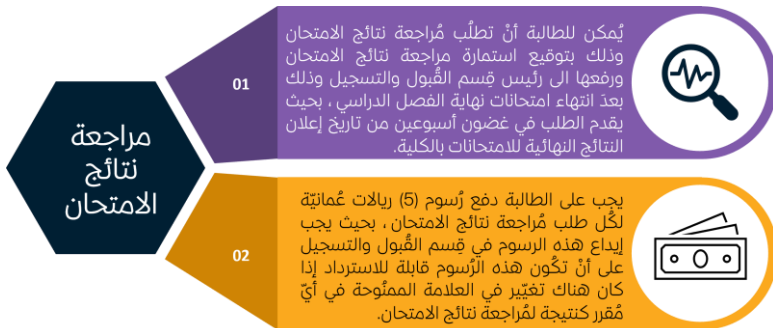 مراجعة
نتائج
الامتحان
01
يُمكن للطالبة أنْ تطلُب مُراجعة نتائج الامتحان
وذلك بتوقيع استمارة مراجعة نتائج الامتحان
ورفعها الى رئيس قِسم القُبول والتسجيل وذلك
بعدَ انتهاء امتحانات نهاية الفصل الدراسي ، بحيث
يقدم الطلب في غضون أسبوعين من تاريخ إعلان
النتائج النهائية للامتحانات بالكلية.
02
يجب على الطالبة دفع رُسوم (5) ريالات عُمانيّة
لكُل طلب مُراجعة نتائج الامتحان ، بحيث يجب
إيداع هذه الرسوم في قِسم القُبول والتسجيل
على أنْ تكُون هذه الرُسوم قابلة للاسترداد إذا
كان هناك تغيّير في العلامة الممنُوحة في أيّ
مُقرر كنتيجة لمُراجعة نتائج الامتحان.